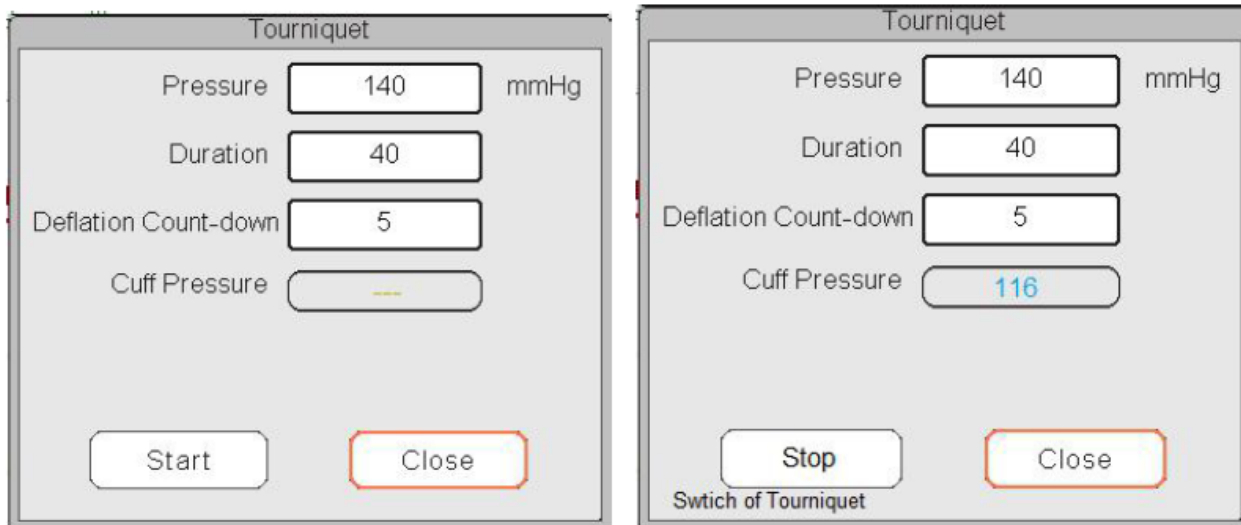 Tourniquet
Pressure 140 mmHg
Duration 40
Deflation Count-down 5
Cuff Pressure ---
Start Close
Tourniquet
Pressure 140 mmHg
Duration 40
Deflation Count-down 5
Cuff Pressure 116
Stop Close
Swtich of Tourniquet